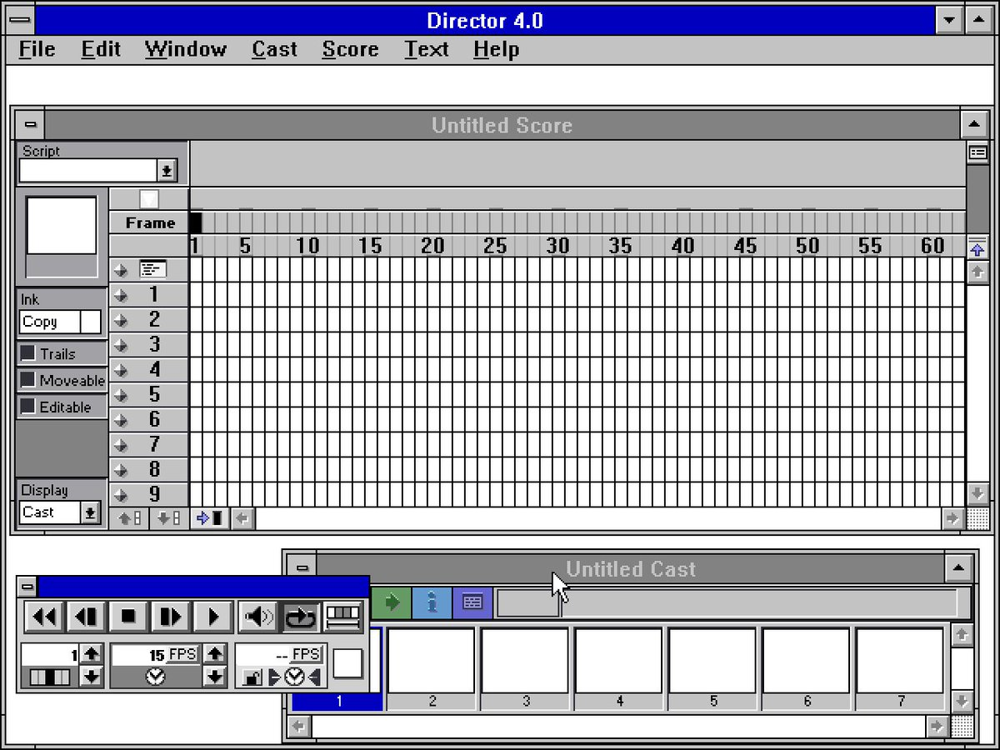 Director 4.0
File Edit Window Cast Score Text Help
Untitled Score
Script
Frame
1 5 10 15 20 25 30 35 40 45 50 55 60
1
Ink
Copy
2
3
Trails
4
Moveable
5
Editable
6
7
8
Display
9
Cast
Untitled Cast
1 15 FPS -- FPS
1 2 3 4 5 6 7